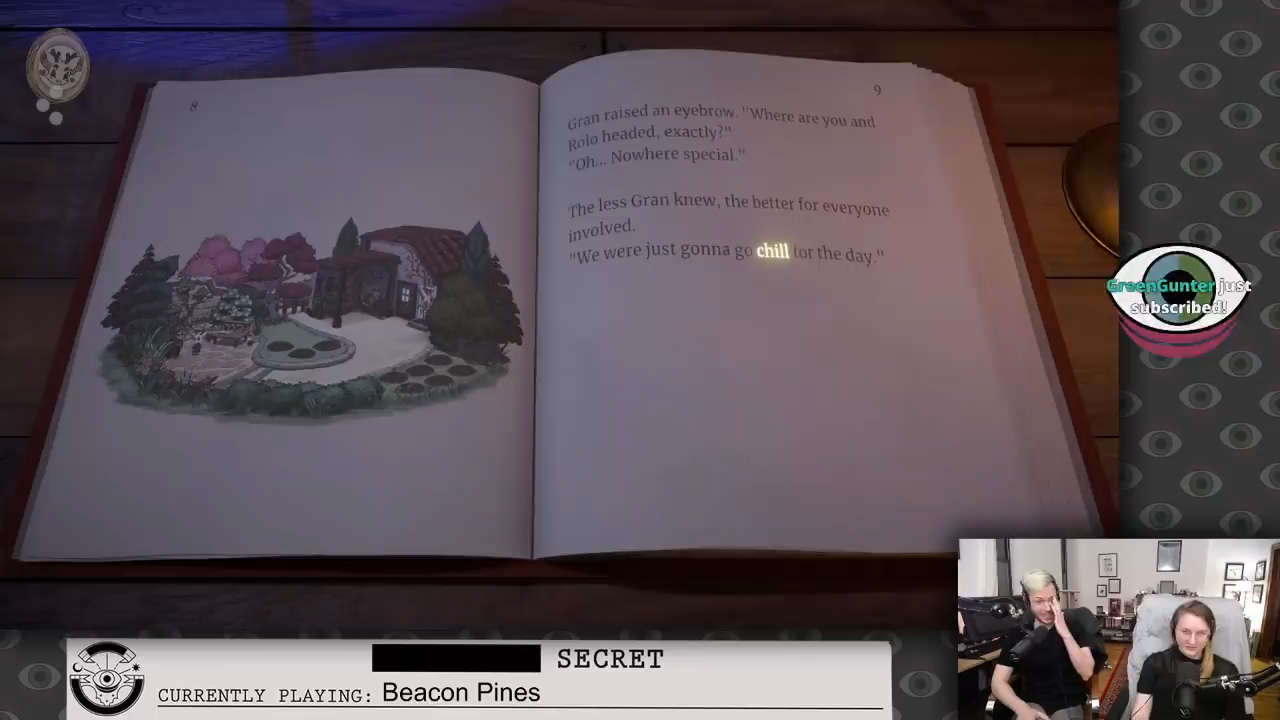 8
9
Gran raised an eyebrow. "Where are you and
Rolo headed, exactly?"
"Oh... Nowhere special."
The less Gran knew, the better for everyone
involved.
"We were just gonna go chill for the day."
GreenGunter just
subscribed!
SECRET
CURRENTLY PLAYING: Beacon Pines